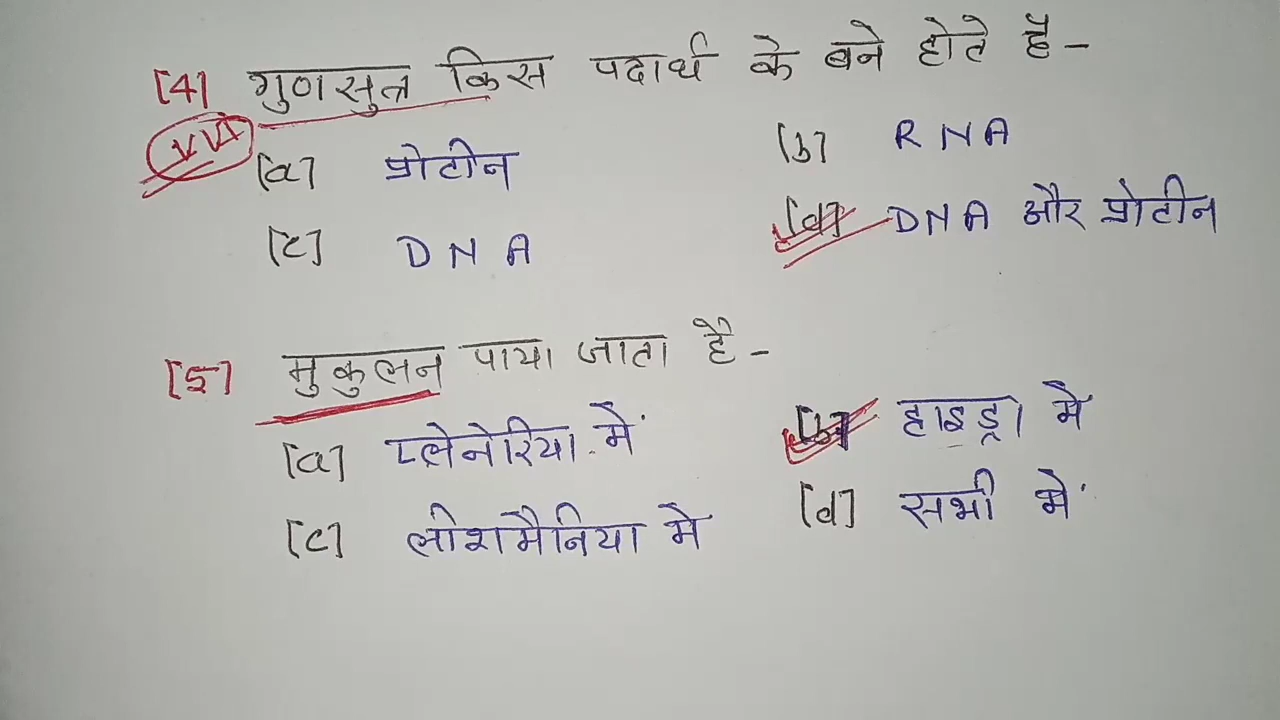 [4] गुणसुत्र किस पदार्थ के बने होते हैं -
VVI
[a] प्रोटीन [b] RNA
[c] DNA [d] DNA और प्रोटीन
[5] मुकुलन पाया जाता है -
[a] प्लेनेरिया में [b] हाइड्रा में
[c] लीशमैनिया में [d] सभी में